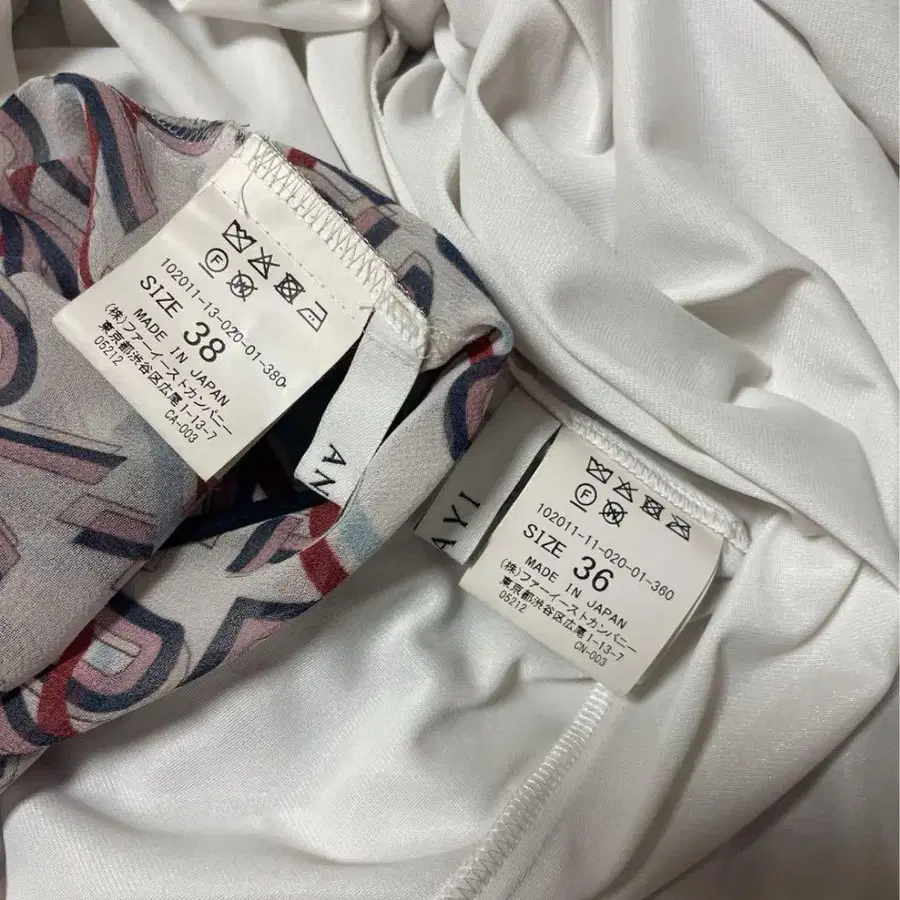 102011-13-020-01-380-
SIZE 38
MADE IN JAPAN
(株)ファーイーストカンパニー
東京都渋谷区広尾1-13-7
05212
CA-003
AN
AYI
102011-11-020-01-360
SIZE 36
MADE IN JAPAN
(株)ファーイーストカンパニー
東京都渋谷区広尾1-13-7
05212
CN-003